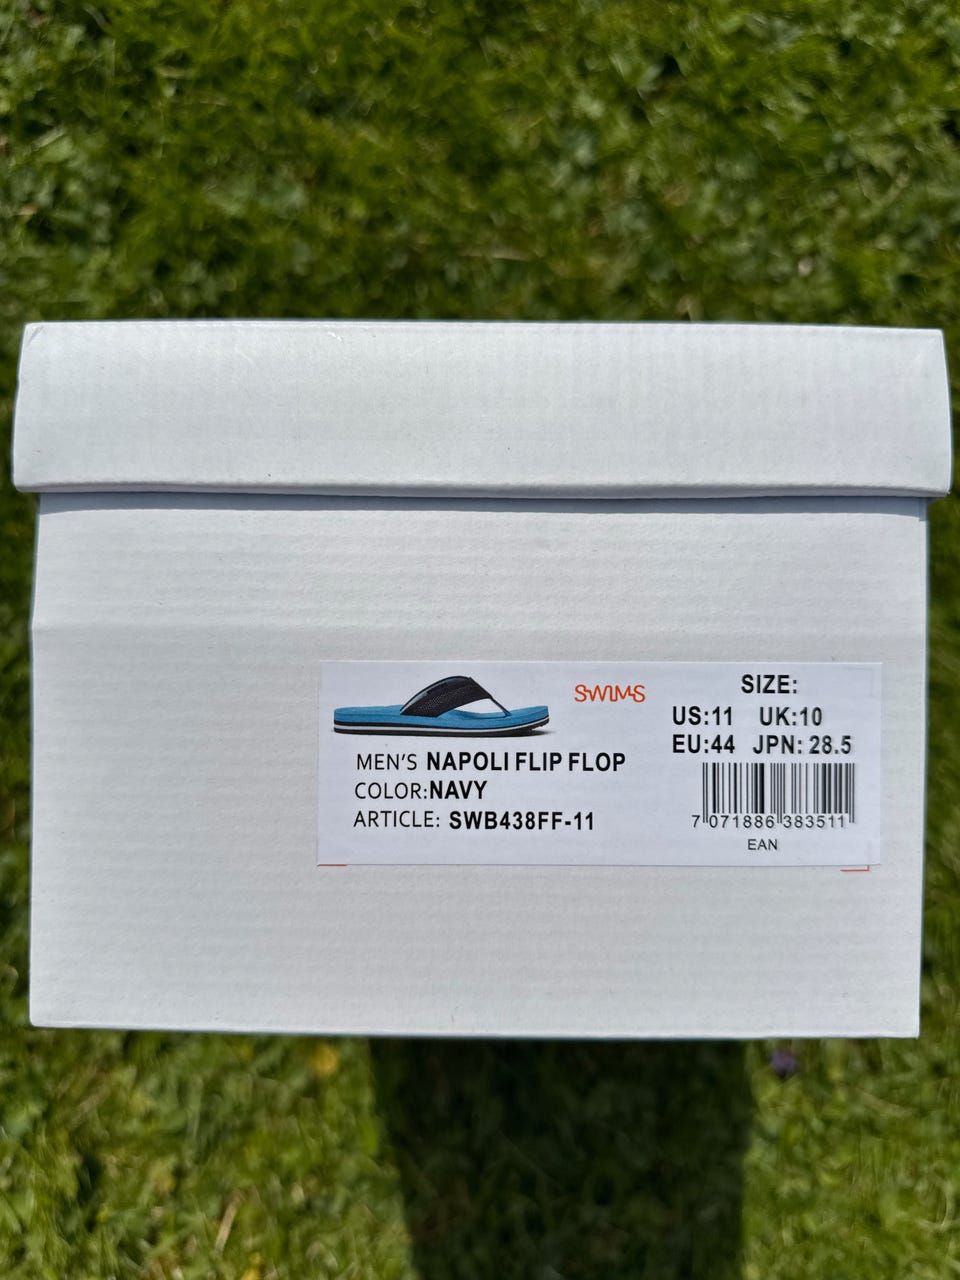 SWIMS
MEN'S NAPOLI FLIP FLOP
COLOR:NAVY
ARTICLE: SWB438FF-11
SIZE:
US:11 UK:10
EU:44 JPN: 28.5
7 071886 383511
EAN